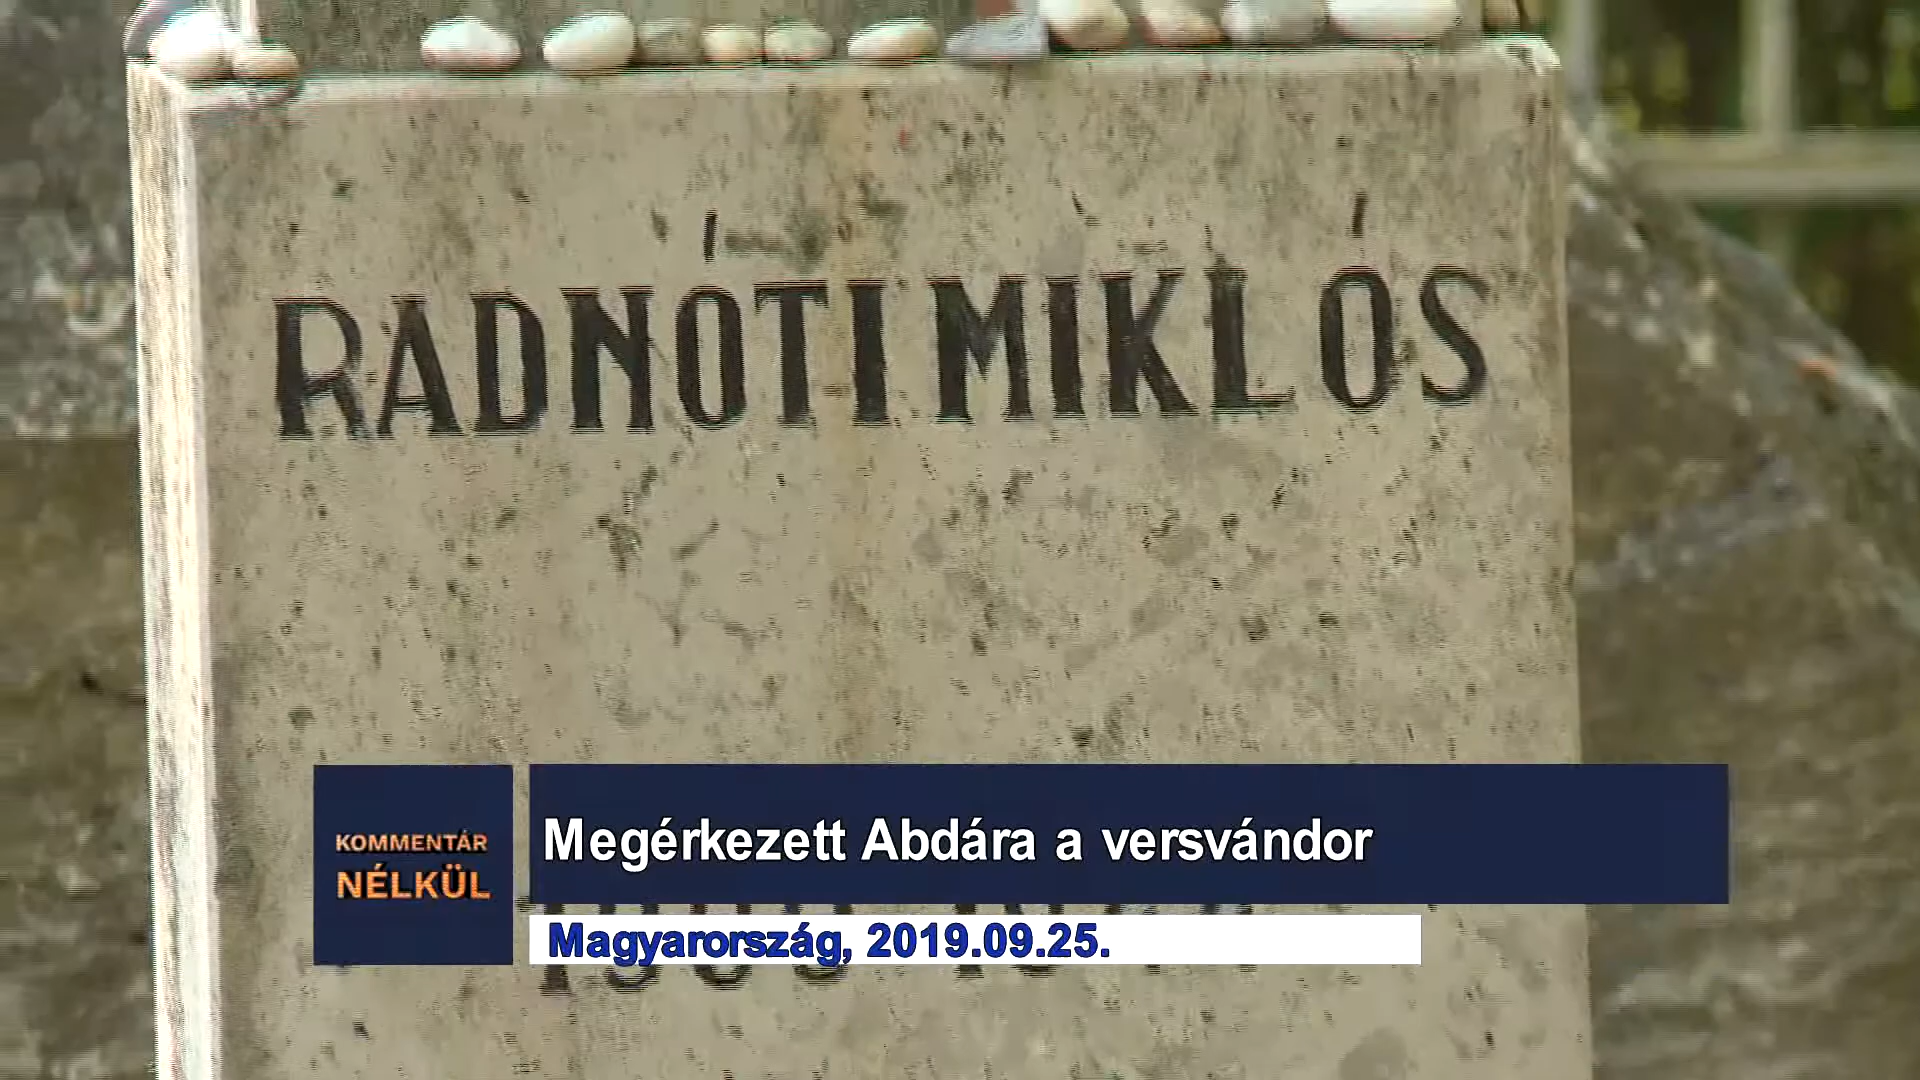 RADNÓTI MIKLÓS
KOMMENTÁR
NÉLKÜL
Megérkezett Abdára a versvándor
Magyarország, 2019.09.25.